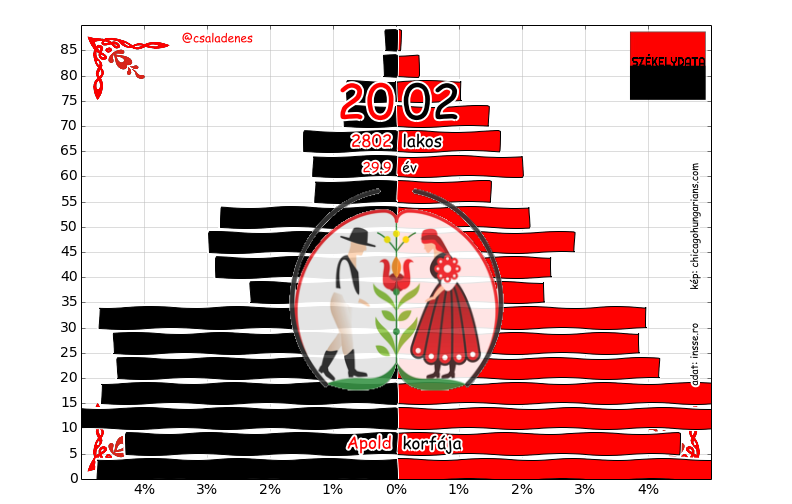 @csaladenes
SZÉKELYDATA
2002
2802 lakos
29.9 év
kép: chicagohungarians.com
adat: insse.ro
Apold korfája
85
80
75
70
65
60
55
50
45
40
35
30
25
20
15
10
5
0
4% 3% 2% 1% 0% 1% 2% 3% 4%